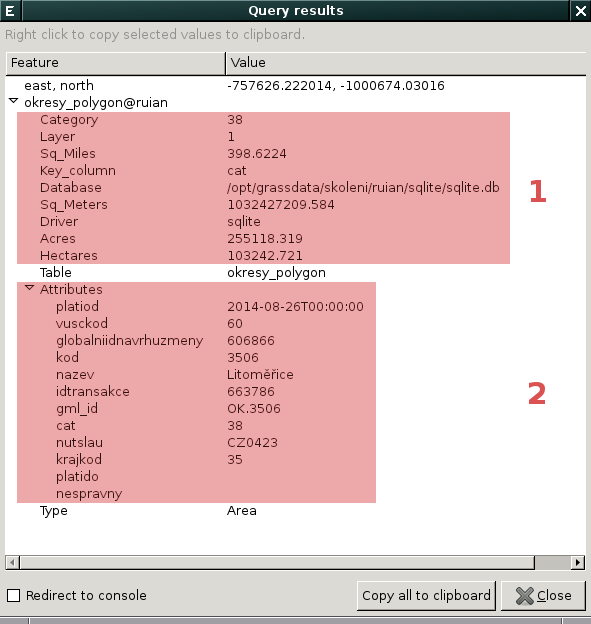 E Query results
Right click to copy selected values to clipboard.
Feature Value
east, north -757626.222014, -1000674.03016
okresy_polygon@ruian
Category 38
Layer 1
Sq_Miles 398.6224
Key_column cat
Database /opt/grassdata/skoleni/ruian/sqlite/sqlite.db
1
Sq_Meters 1032427209.584
Driver sqlite
Acres 255118.319
Hectares 103242.721
Table okresy_polygon
Attributes
platiod 2014-08-26T00:00:00
vusckod 60
globalniidnavrhuzmeny 606866
kod 3506
nazev Litoměřice
idtransakce 663786
2
gml_id OK.3506
cat 38
nutslau CZ0423
krajkod 35
platido
nespravny
Type Area
Redirect to console
Copy all to clipboard
Close